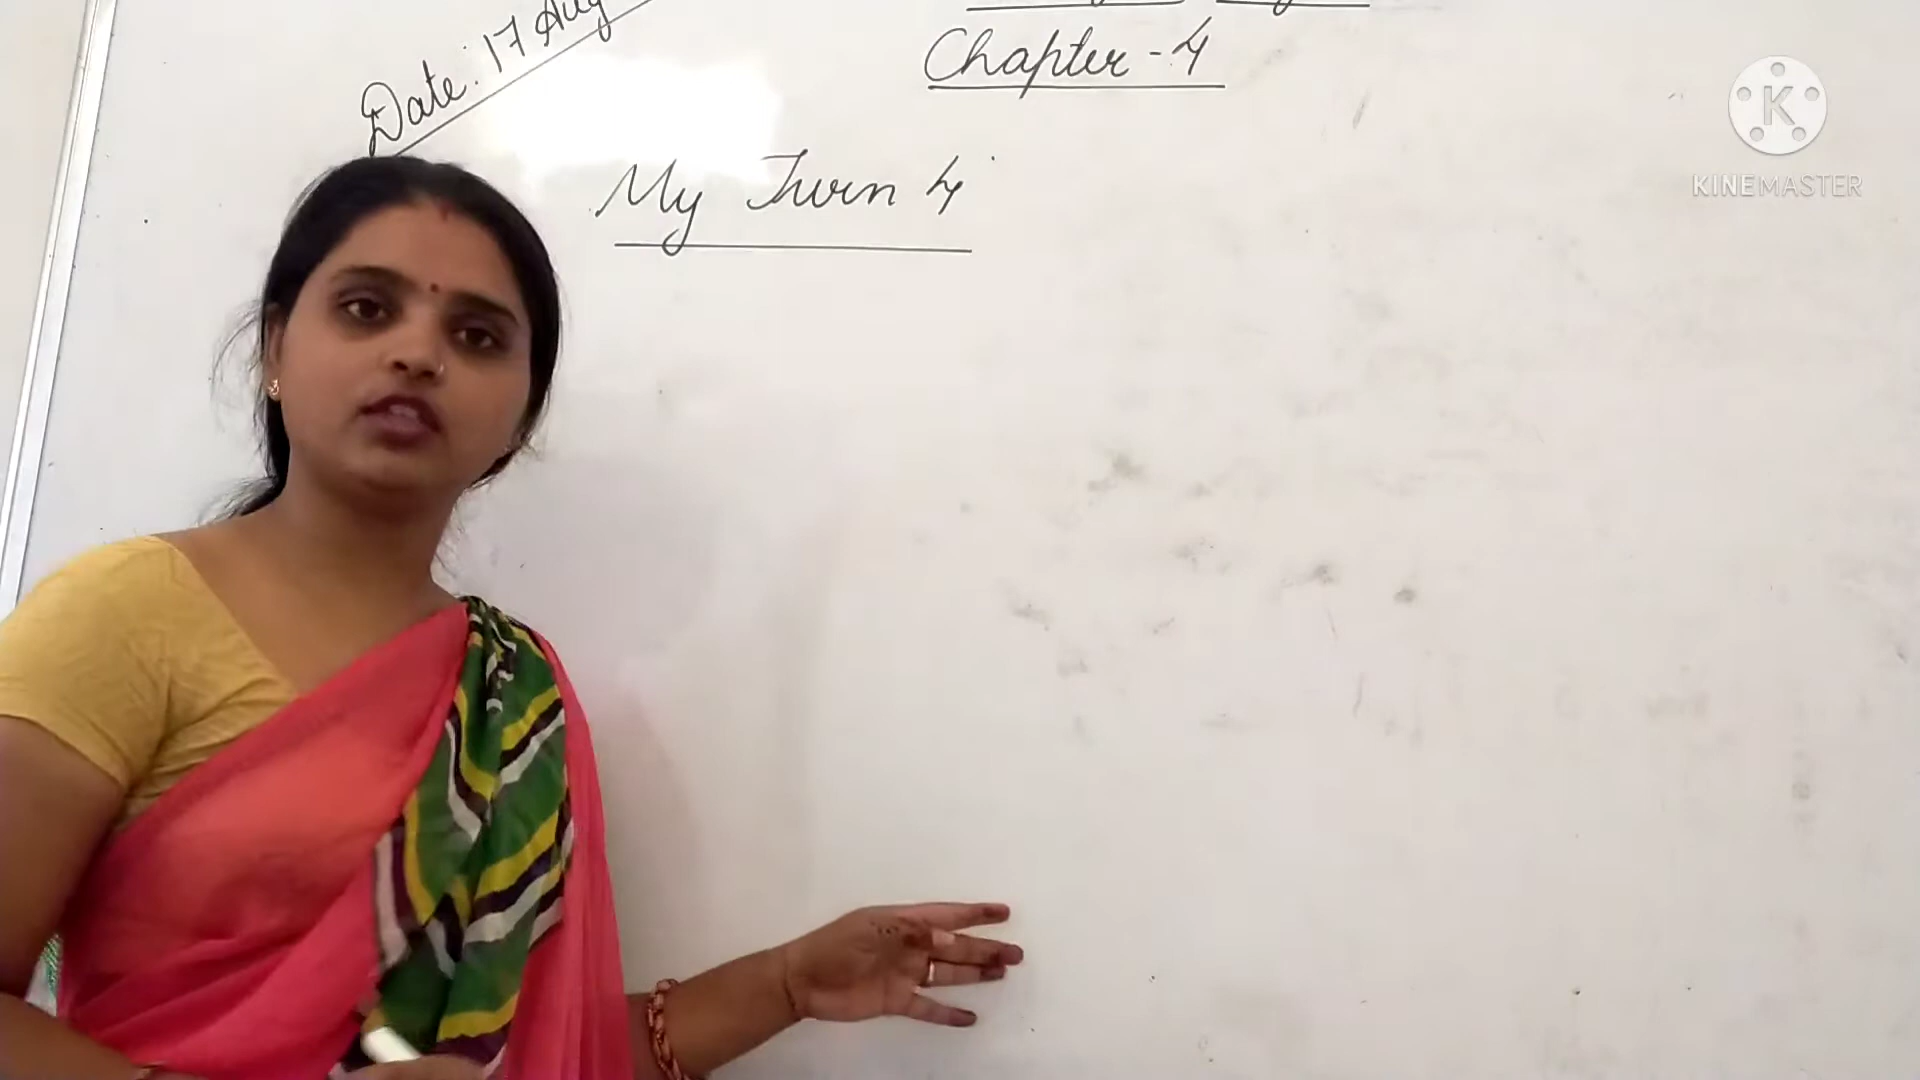 Date: 17 Aug
Chapter - 4
My Turn 4
K
KINEMASTER